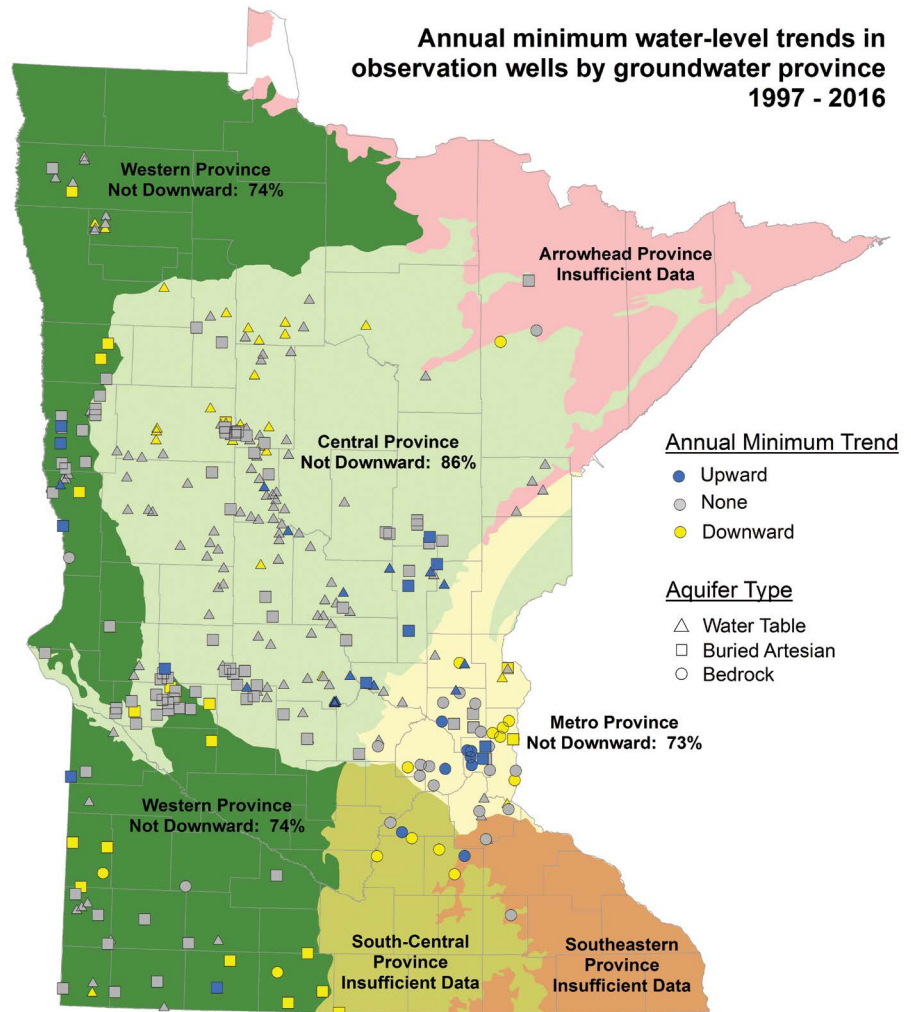 Annual minimum water-level trends in
observation wells by groundwater province
1997 - 2016
Western Province
Not Downward: 74%
Arrowhead Province
Insufficient Data
Central Province
Not Downward: 86%
Annual Minimum Trend
Upward
None
Downward
Aquifer Type
Water Table
Buried Artesian
Bedrock
Metro Province
Not Downward: 73%
Western Province
Not Downward: 74%
South-Central
Province
Insufficient Data
Southeastern
Province
Insufficient Data